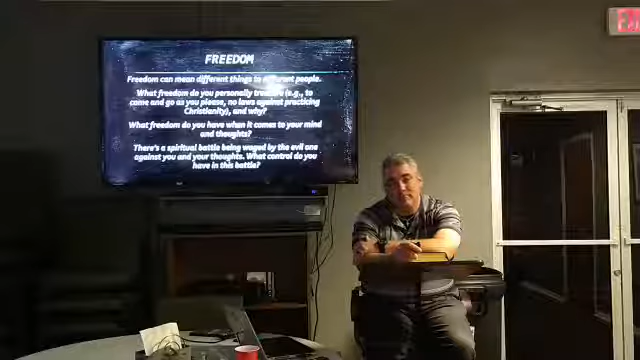 FREEDOM
Freedom can mean different things to different people.
What freedom do you personally treasure (e.g., to
come and go as you please, no laws against practicing
Christianity), and why?
What freedom do you have when it comes to your mind
and thoughts?
There's a spiritual battle being waged by the evil one
against you and your thoughts. What control do you
have in this battle?
EXIT